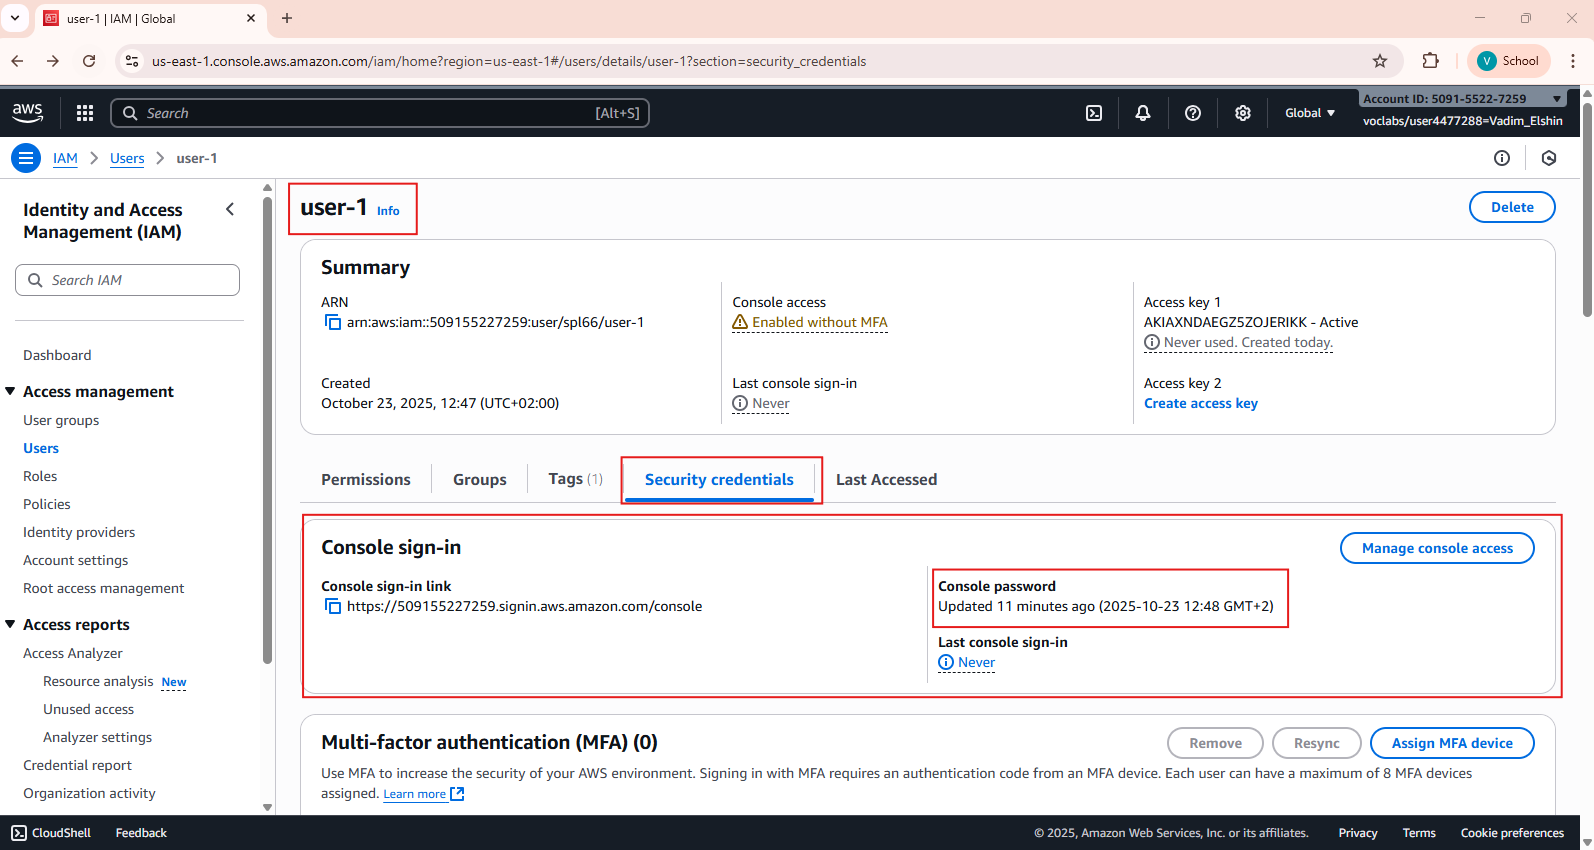 user-1 | IAM | Global
us-east-1.console.aws.amazon.com/iam/home?region=us-east-1#/users/details/user-1?section=security_credentials
V School
aws
Search [Alt+S]
Global
Account ID: 5091-5522-7259
voclabs/user4477288=Vadim_Elshin
IAM
Users
user-1
Identity and Access
Management (IAM)
Search IAM
Dashboard
Access management
User groups
Users
Roles
Policies
Identity providers
Account settings
Root access management
Access reports
Access Analyzer
Resource analysis New
Unused access
Analyzer settings
Credential report
Organization activity
user-1 Info
Delete
Summary
ARN
arn:aws:iam::509155227259:user/spl66/user-1
Created
October 23, 2025, 12:47 (UTC+02:00)
Console access
Enabled without MFA
Last console sign-in
Never
Access key 1
AKIAXNDAEGZ5ZOJERIKK - Active
Never used. Created today.
Access key 2
Create access key
Permissions
Groups
Tags (1)
Security credentials
Last Accessed
Console sign-in
Manage console access
Console sign-in link
https://509155227259.signin.aws.amazon.com/console
Console password
Updated 11 minutes ago (2025-10-23 12:48 GMT+2)
Last console sign-in
Never
Multi-factor authentication (MFA) (0)
Remove
Resync
Assign MFA device
Use MFA to increase the security of your AWS environment. Signing in with MFA requires an authentication code from an MFA device. Each user can have a maximum of 8 MFA devices
assigned. Learn more
CloudShell
Feedback
© 2025, Amazon Web Services, Inc. or its affiliates.
Privacy
Terms
Cookie preferences